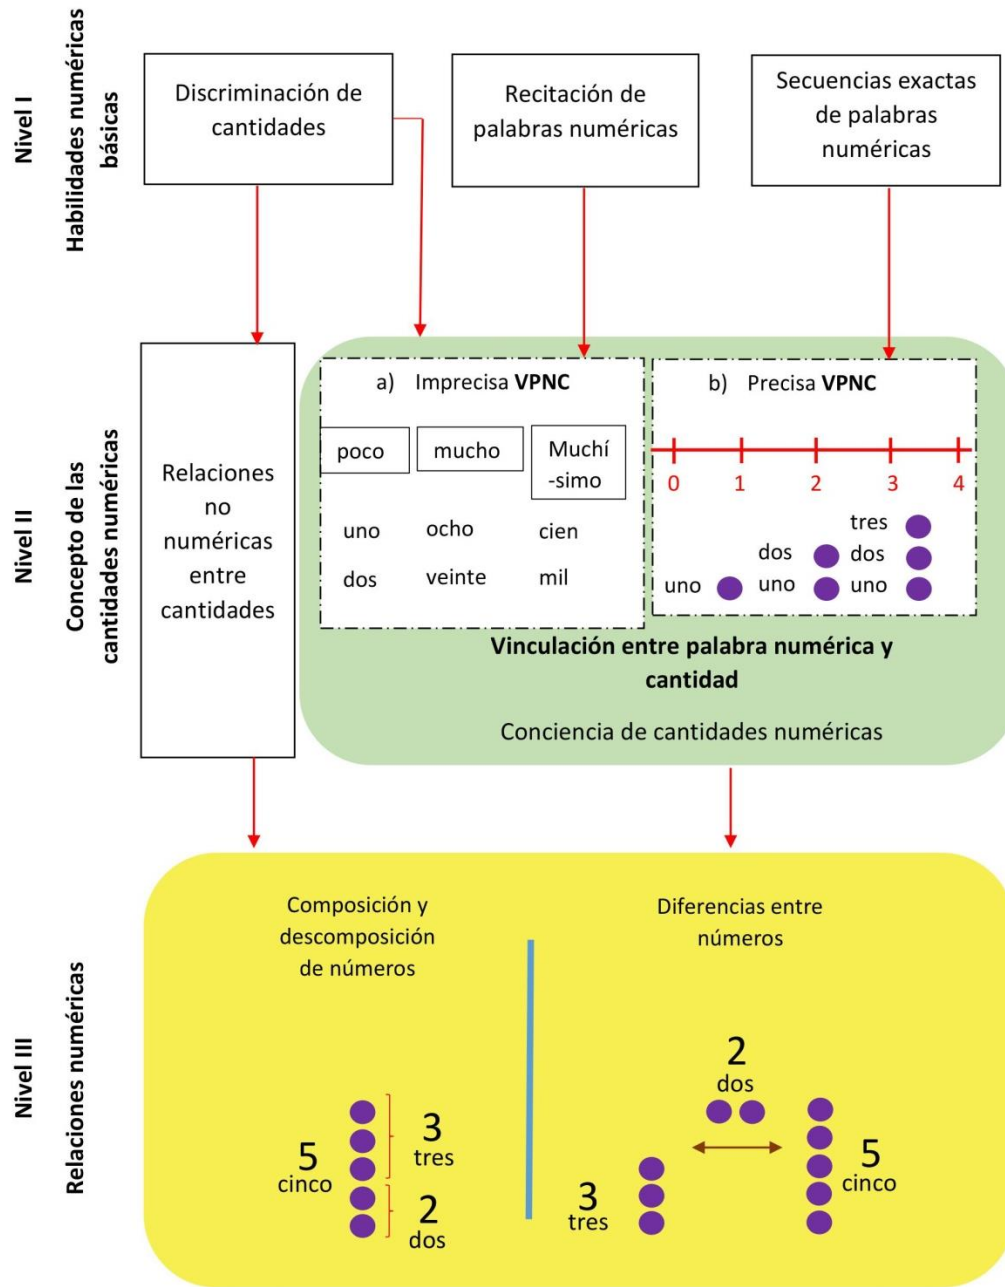 Nivel I
Habilidades numéricas
básicas
Discriminación de
cantidades
Recitación de
palabras numéricas
Secuencias exactas
de palabras
numéricas
Nivel II
Concepto de las
cantidades numéricas
Relaciones
no
numéricas
entre
cantidades
a) Imprecisa VPNC
poco
mucho
Muchí
-simo
uno
ocho
cien
dos
veinte
mil
b) Precisa VPNC
0 1 2 3 4
tres
dos
dos
uno
uno
uno
Vinculación entre palabra numérica y
cantidad
Conciencia de cantidades numéricas
Nivel III
Relaciones numéricas
Composición y
descomposición
de números
5
cinco
3
tres
2
dos
Diferencias entre
números
2
dos
3
tres
5
cinco